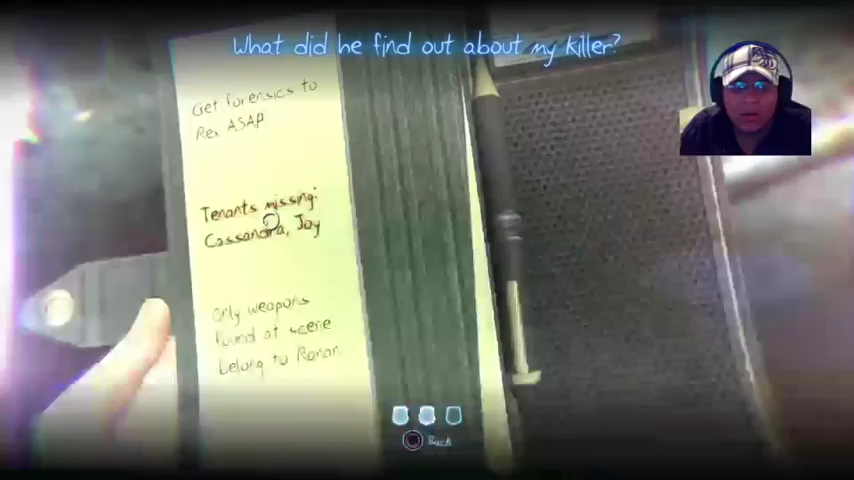 What did he find out about my killer?
Get forensics to
Rex ASAP
Tenants missing:
Cassandra, Joy
Only weapons
found at scene
belong to Ronan
Back